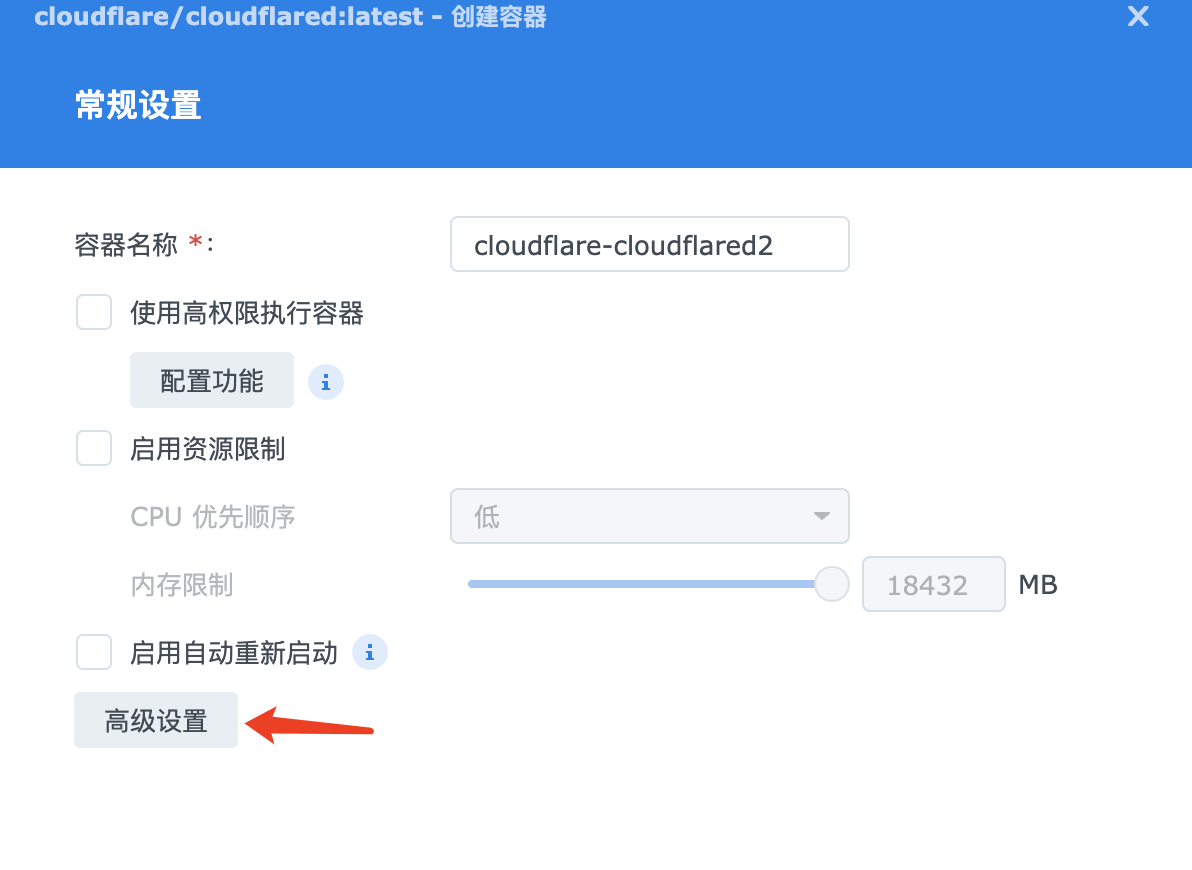 cloudflare/cloudflared:latest - 创建容器
常规设置
容器名称 *:
cloudflare-cloudflared2
使用高权限执行容器
配置功能
启用资源限制
CPU 优先顺序
低
内存限制
18432 MB
启用自动重新启动
高级设置